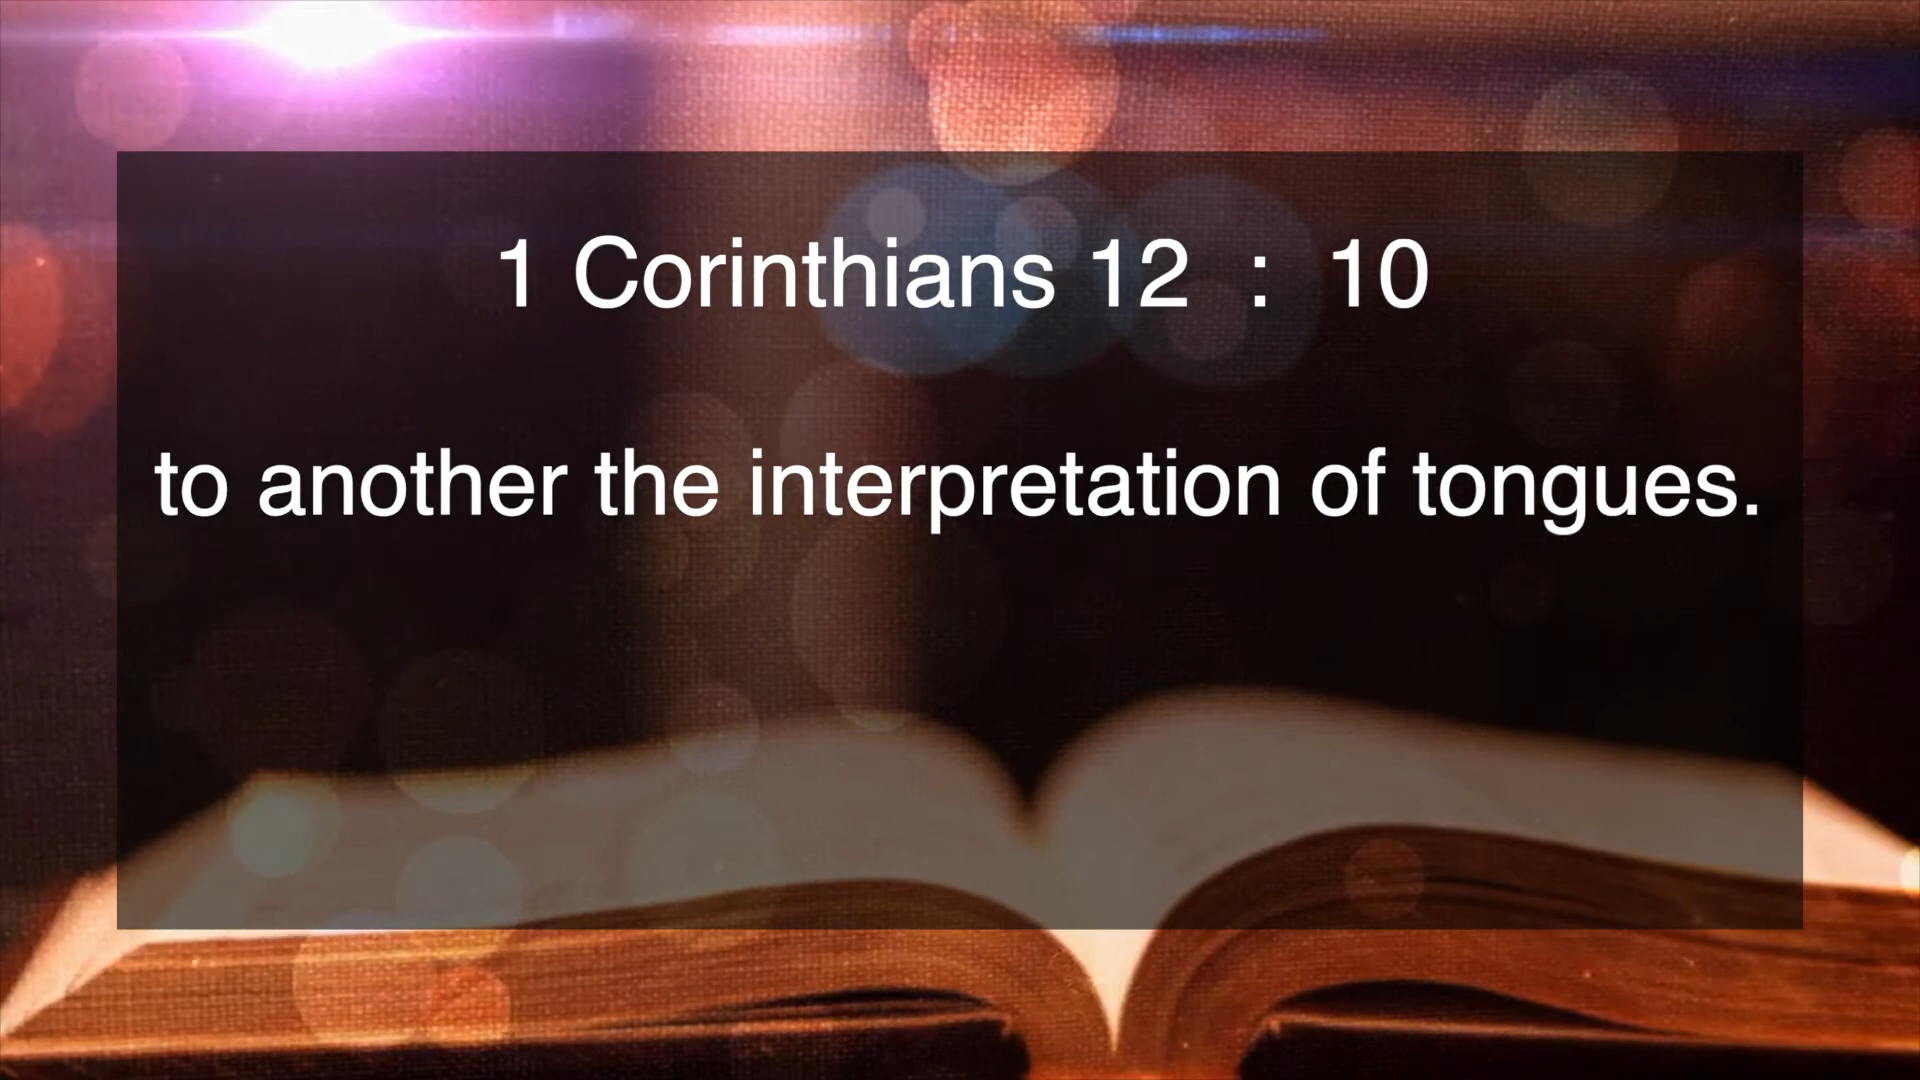 1 Corinthians 12 : 10
to another the interpretation of tongues.